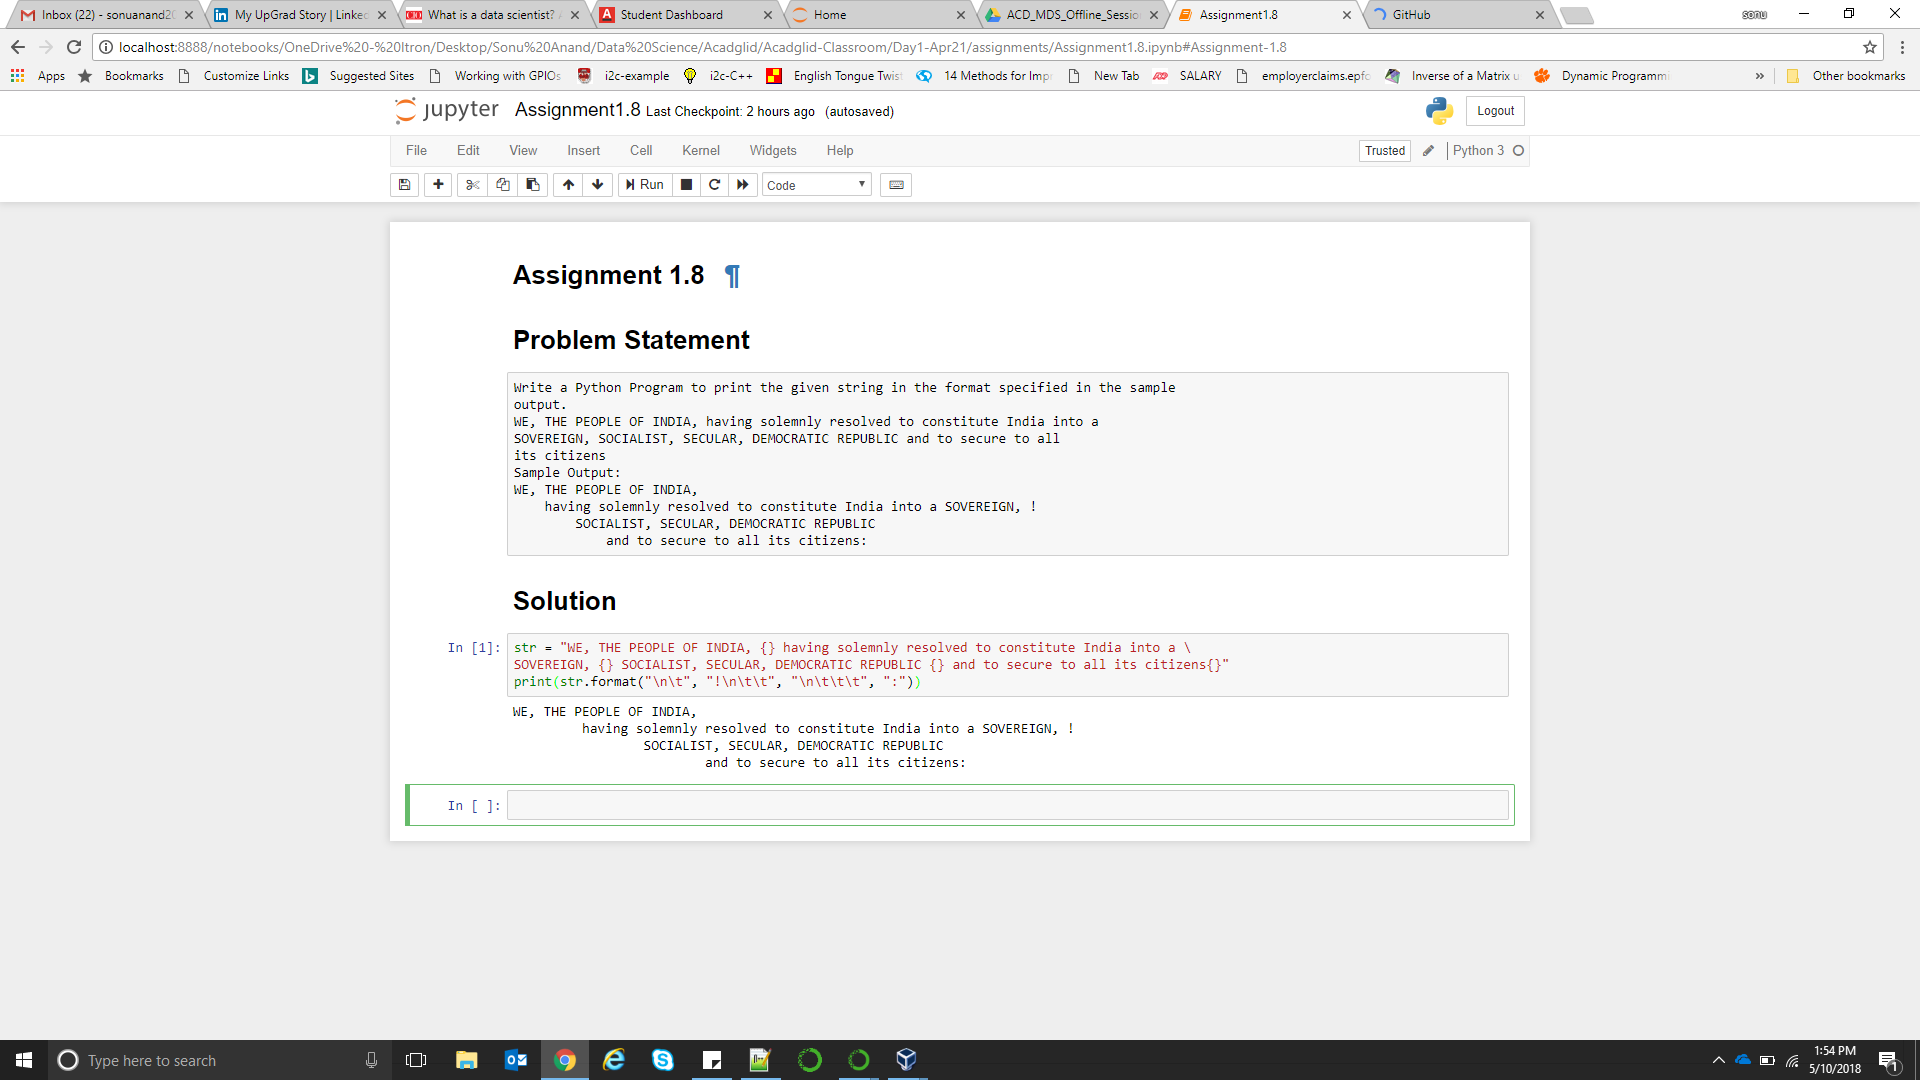 Inbox (22) - sonuanand20
My UpGrad Story | Linked
What is a data scientist?
Student Dashboard
Home
ACD_MDS_Offline_Sessio
Assignment1.8
GitHub
sonu
localhost:8888/notebooks/OneDrive%20-%20Itron/Desktop/Sonu%20Anand/Data%20Science/Acadglid/Acadglid-Classroom/Day1-Apr21/assignments/Assignment1.8.ipynb#Assignment-1.8
Apps Bookmarks Customize Links Suggested Sites Working with GPIOs i2c-example i2c-C++ English Tongue Twist 14 Methods for Impr New Tab SALARY employerclaims.epfc Inverse of a Matrix u Dynamic Programmi » Other bookmarks
jupyter Assignment1.8 Last Checkpoint: 2 hours ago (autosaved) Logout
File Edit View Insert Cell Kernel Widgets Help Trusted Python 3
Run Code
Assignment 1.8 ¶
Problem Statement
Write a Python Program to print the given string in the format specified in the sample
output.
WE, THE PEOPLE OF INDIA, having solemnly resolved to constitute India into a
SOVEREIGN, SOCIALIST, SECULAR, DEMOCRATIC REPUBLIC and to secure to all
its citizens
Sample Output:
WE, THE PEOPLE OF INDIA,
    having solemnly resolved to constitute India into a SOVEREIGN, !
        SOCIALIST, SECULAR, DEMOCRATIC REPUBLIC
            and to secure to all its citizens:
Solution
In [1]: str = "WE, THE PEOPLE OF INDIA, {} having solemnly resolved to constitute India into a \
SOVEREIGN, {} SOCIALIST, SECULAR, DEMOCRATIC REPUBLIC {} and to secure to all its citizens{}"
print(str.format("\n\t", "!\n\t\t", "\n\t\t\t", ":"))
WE, THE PEOPLE OF INDIA,
         having solemnly resolved to constitute India into a SOVEREIGN, !
                 SOCIALIST, SECULAR, DEMOCRATIC REPUBLIC
                         and to secure to all its citizens:
In [ ]:
Type here to search
1:54 PM
5/10/2018
1